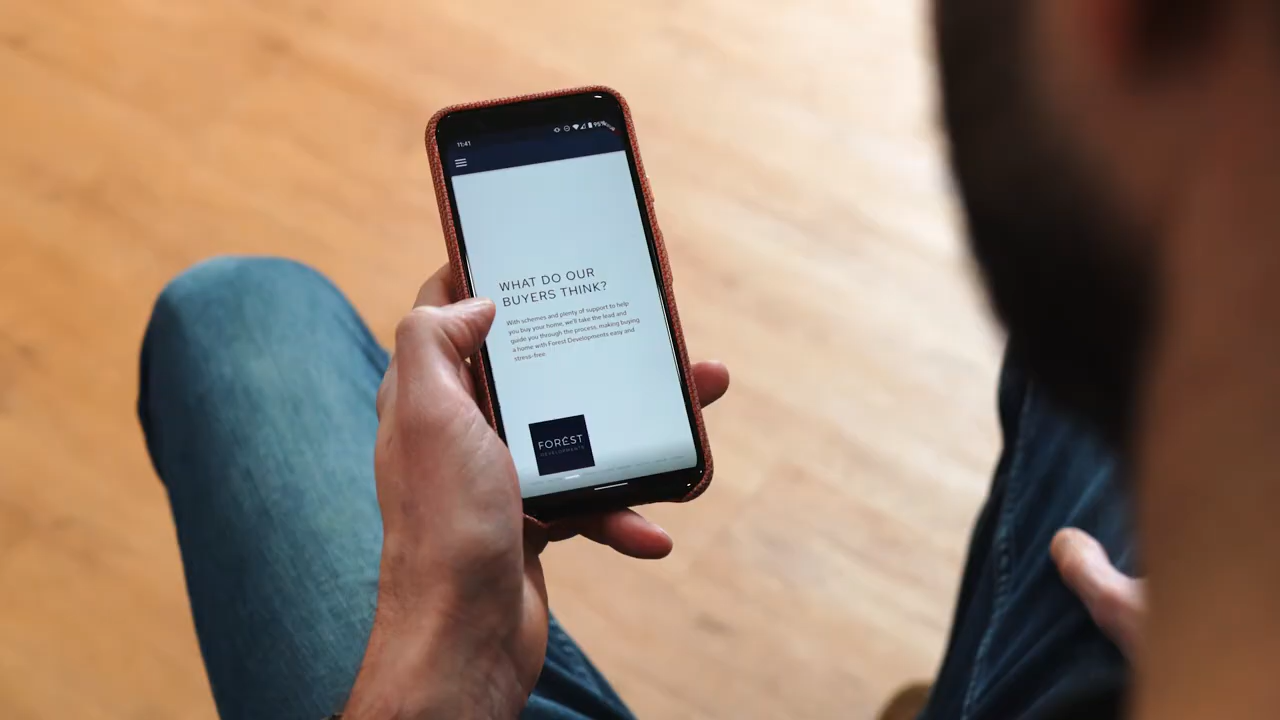 11:41
95%
WHAT DO OUR
BUYERS THINK?
With schemes and plenty of support to help
you buy your home, we'll take the lead and
guide you through the process, making buying
a home with Forest Developments easy and
stress-free.
FORÉST
DEVELOPMENTS